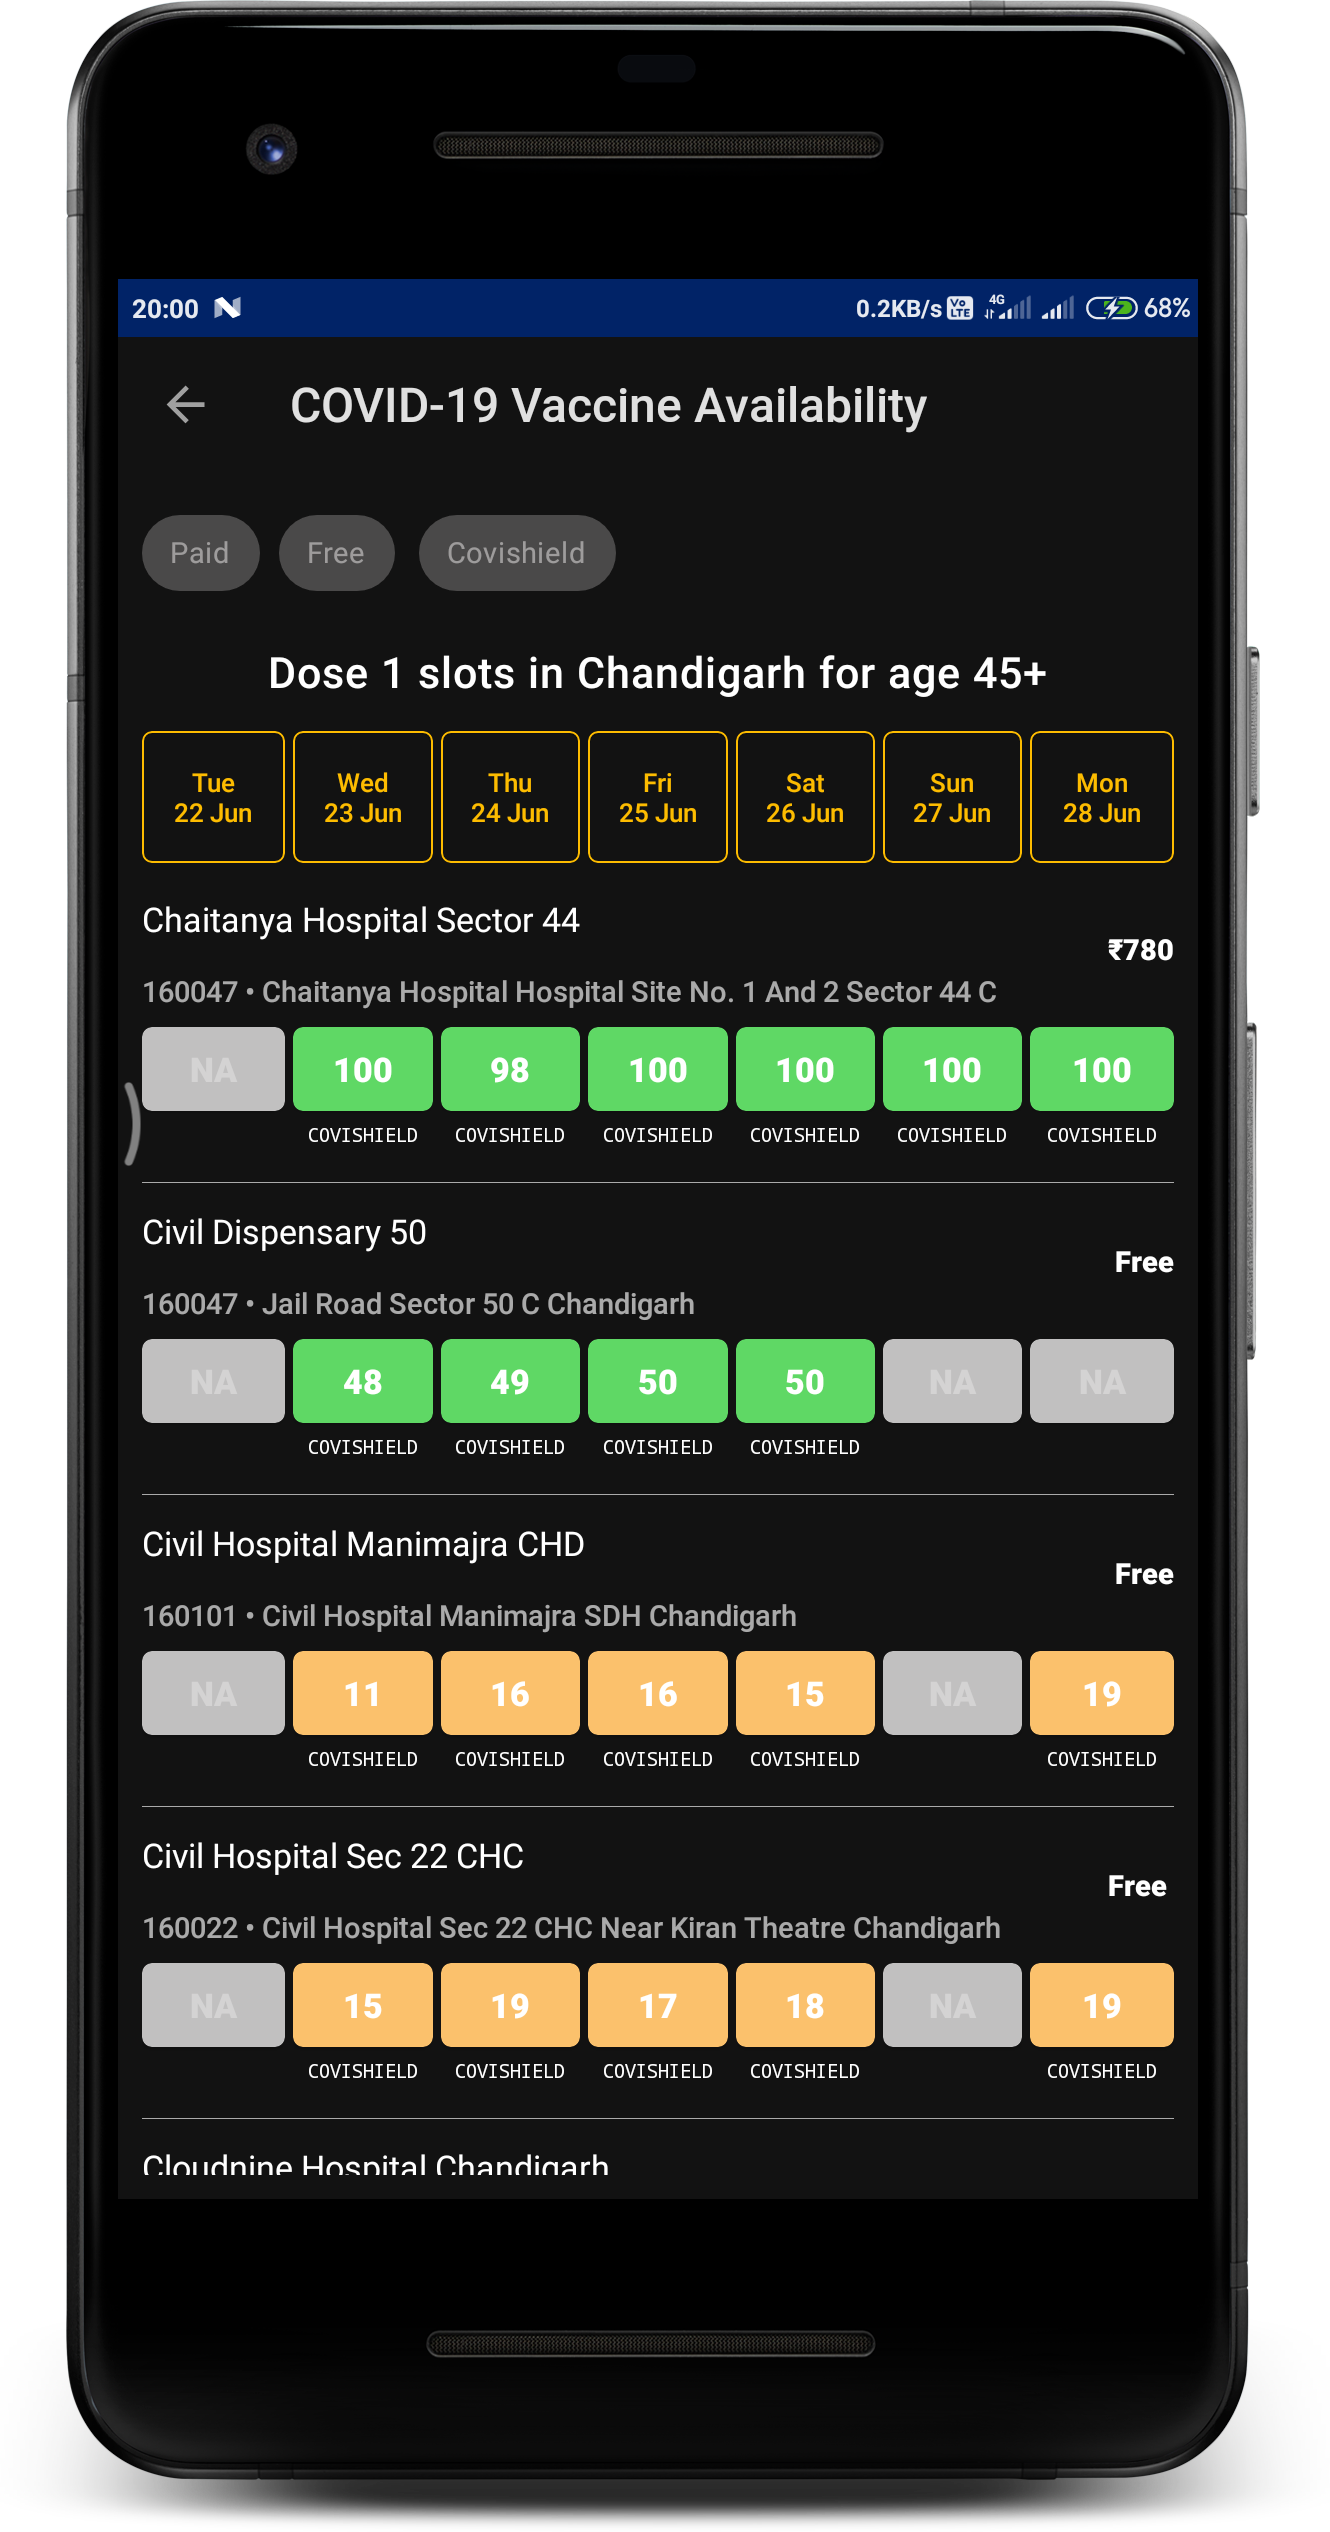 20:00 0.2KB/s Vo LTE 4G 68%
COVID-19 Vaccine Availability
Paid Free Covishield
Dose 1 slots in Chandigarh for age 45+
Tue Wed Thu Fri Sat Sun Mon
22 Jun 23 Jun 24 Jun 25 Jun 26 Jun 27 Jun 28 Jun
Chaitanya Hospital Sector 44
₹780
160047 • Chaitanya Hospital Hospital Site No. 1 And 2 Sector 44 C
NA 100 98 100 100 100 100
COVISHIELD COVISHIELD COVISHIELD COVISHIELD COVISHIELD COVISHIELD
Civil Dispensary 50
Free
160047 • Jail Road Sector 50 C Chandigarh
NA 48 49 50 50 NA NA
COVISHIELD COVISHIELD COVISHIELD COVISHIELD
Civil Hospital Manimajra CHD
Free
160101 • Civil Hospital Manimajra SDH Chandigarh
NA 11 16 16 15 NA 19
COVISHIELD COVISHIELD COVISHIELD COVISHIELD COVISHIELD
Civil Hospital Sec 22 CHC
Free
160022 • Civil Hospital Sec 22 CHC Near Kiran Theatre Chandigarh
NA 15 19 17 18 NA 19
COVISHIELD COVISHIELD COVISHIELD COVISHIELD COVISHIELD
Cloudnine Hospital Chandigarh